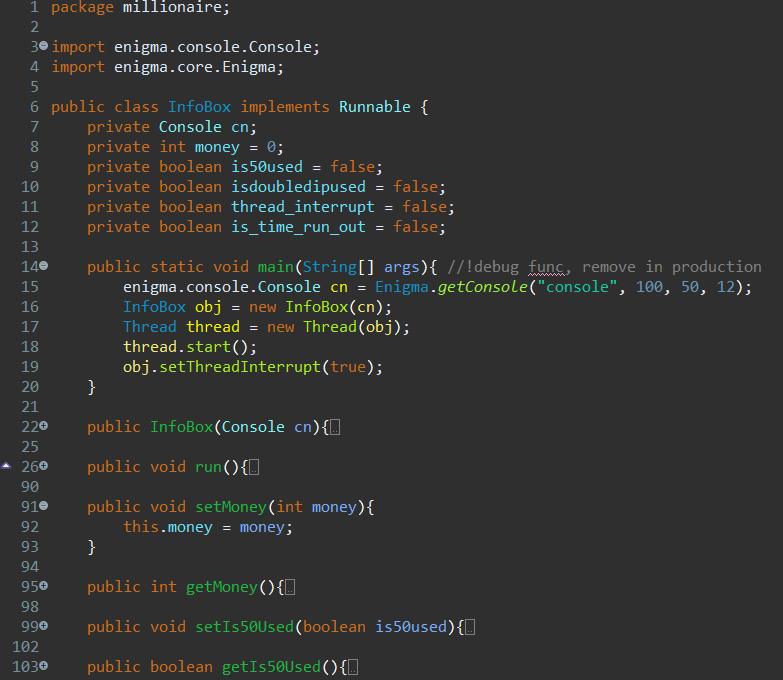 1 package millionaire;
2
3 import enigma.console.Console;
4 import enigma.core.Enigma;
5
6 public class InfoBox implements Runnable {
7     private Console cn;
8     private int money = 0;
9     private boolean is50used = false;
10     private boolean isdoubledipused = false;
11     private boolean thread_interrupt = false;
12     private boolean is_time_run_out = false;
13
14     public static void main(String[] args){ //!debug func, remove in production
15         enigma.console.Console cn = Enigma.getConsole("console", 100, 50, 12);
16         InfoBox obj = new InfoBox(cn);
17         Thread thread = new Thread(obj);
18         thread.start();
19         obj.setThreadInterrupt(true);
20     }
21
22     public InfoBox(Console cn){
25
26     public void run(){
90
91     public void setMoney(int money){
92         this.money = money;
93     }
94
95     public int getMoney(){
98
99     public void setIs50Used(boolean is50used){
102
103     public boolean getIs50Used(){